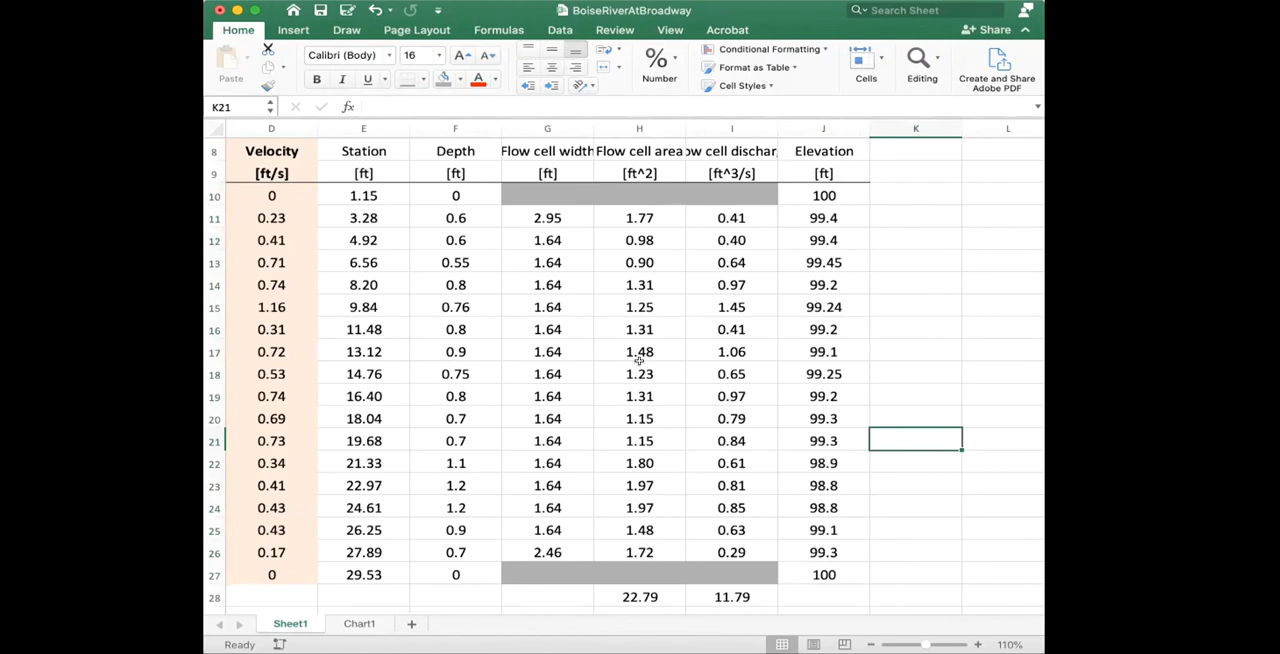 BoiseRiverAtBroadway
Search Sheet
Home Insert Draw Page Layout Formulas Data Review View Acrobat Share
Paste
Calibri (Body) 16 A A
B I U A
% Number
Conditional Formatting
Format as Table
Cell Styles
Cells
Editing
Create and Share
Adobe PDF
K21 fx
D E F G H I J K L
8 Velocity Station Depth Flow cell width Flow cell area ow cell dischar Elevation
9 [ft/s] [ft] [ft] [ft] [ft^2] [ft^3/s] [ft]
10 0 1.15 0 100
11 0.23 3.28 0.6 2.95 1.77 0.41 99.4
12 0.41 4.92 0.6 1.64 0.98 0.40 99.4
13 0.71 6.56 0.55 1.64 0.90 0.64 99.45
14 0.74 8.20 0.8 1.64 1.31 0.97 99.2
15 1.16 9.84 0.76 1.64 1.25 1.45 99.24
16 0.31 11.48 0.8 1.64 1.31 0.41 99.2
17 0.72 13.12 0.9 1.64 1.48 1.06 99.1
18 0.53 14.76 0.75 1.64 1.23 0.65 99.25
19 0.74 16.40 0.8 1.64 1.31 0.97 99.2
20 0.69 18.04 0.7 1.64 1.15 0.79 99.3
21 0.73 19.68 0.7 1.64 1.15 0.84 99.3
22 0.34 21.33 1.1 1.64 1.80 0.61 98.9
23 0.41 22.97 1.2 1.64 1.97 0.81 98.8
24 0.43 24.61 1.2 1.64 1.97 0.85 98.8
25 0.43 26.25 0.9 1.64 1.48 0.63 99.1
26 0.17 27.89 0.7 2.46 1.72 0.29 99.3
27 0 29.53 0 100
28 22.79 11.79
Sheet1 Chart1 +
Ready 110%